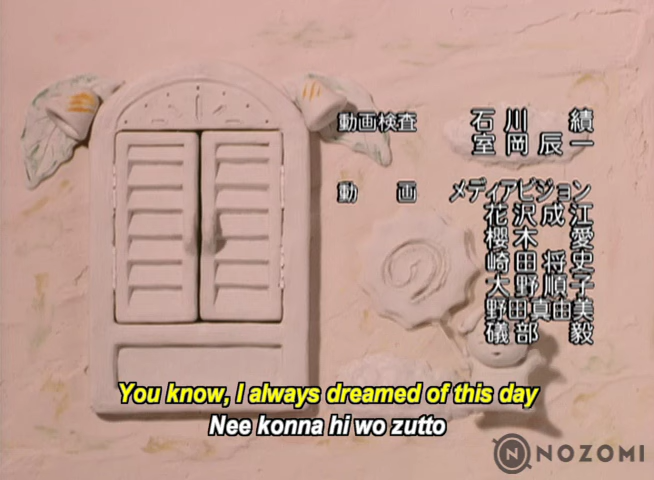 動画検査 石川 績
室岡辰一
動 画 メディアビジョン
花沢成江
櫻木 愛
崎田将史
大野順子
野田真由美
礒部 毅
You know, I always dreamed of this day
Nee konna hi wo zutto
NOZOMI